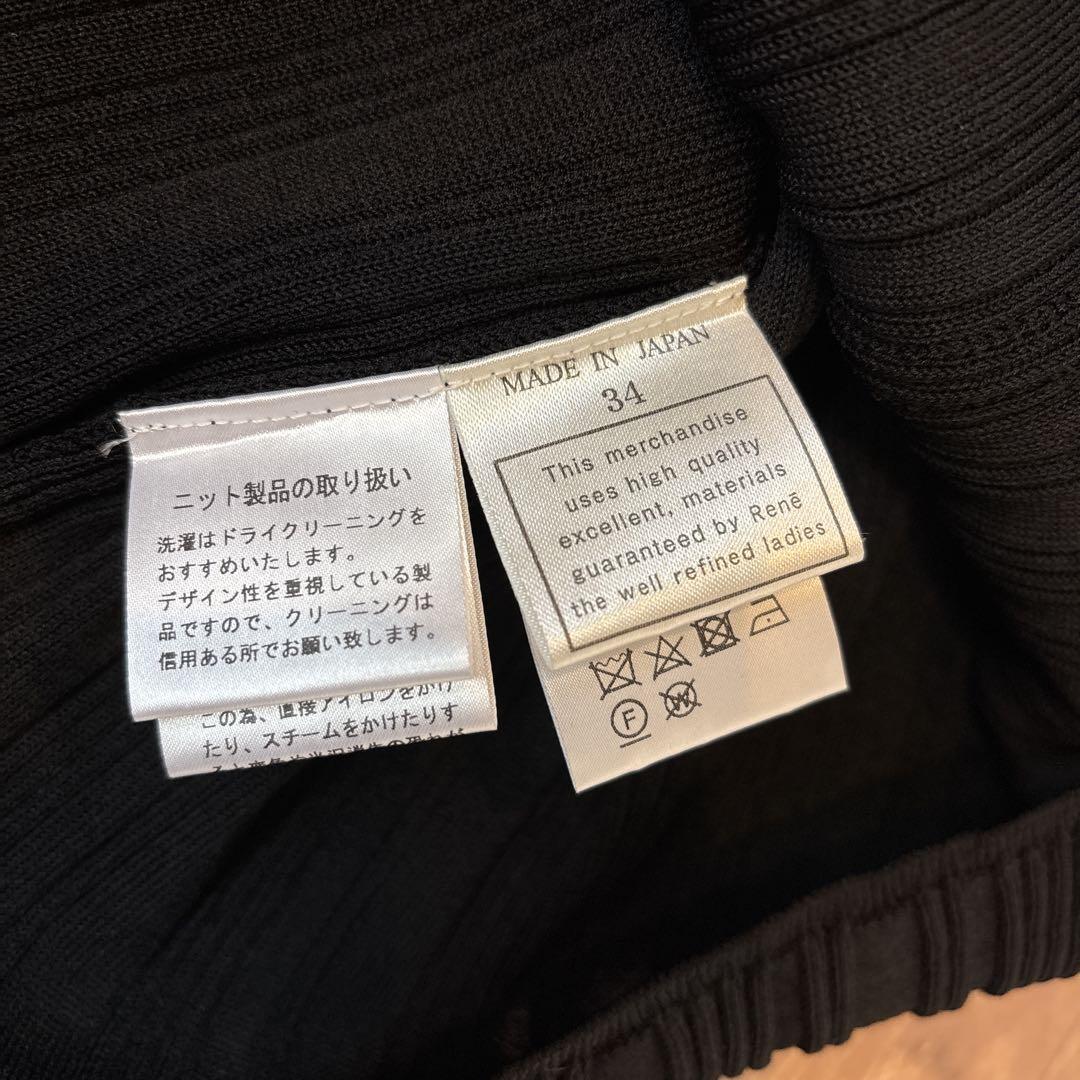 ニット製品の取り扱い
洗濯はドライクリーニングを
おすすめいたします。
デザイン性を重視している製
品ですので、クリーニングは
信用ある所でお願い致します。
この為、直接アイロンをかけ
たり、スチームをかけたりす
MADE IN JAPAN
34
This merchandise
uses high quality
excellent, materials
guaranteed by Renē
the well refined ladies
F
W